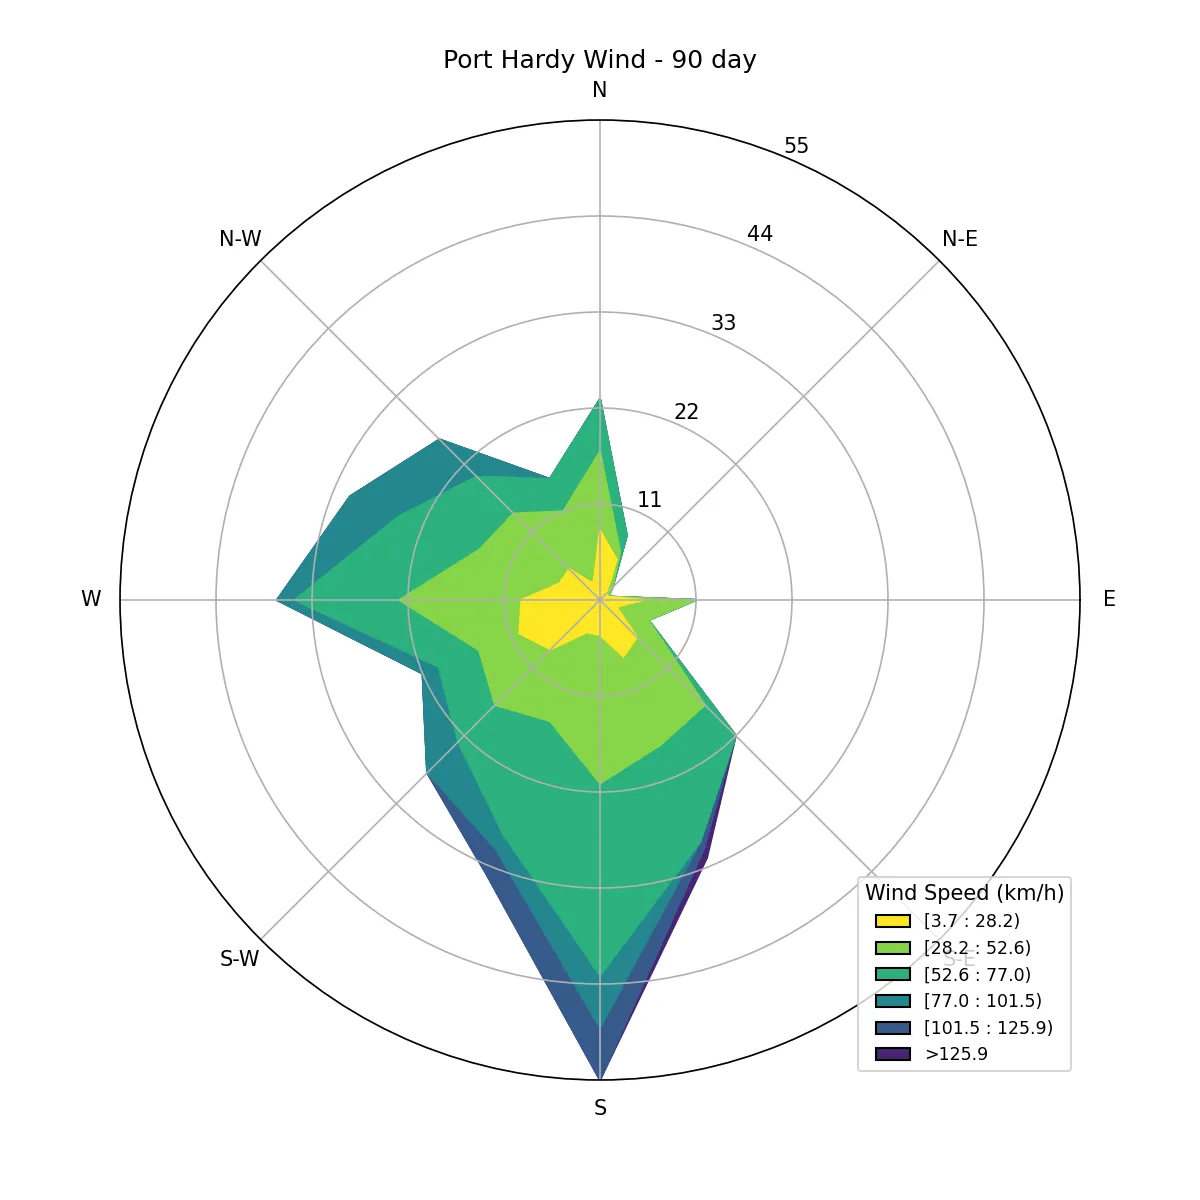 Port Hardy Wind - 90 day
N
55
N-W
44
N-E
33
22
11
W
E
Wind Speed (km/h)
[3.7 : 28.2)
[28.2 : 52.6)
S-W
S-E
[52.6 : 77.0)
[77.0 : 101.5)
[101.5 : 125.9)
>125.9
S